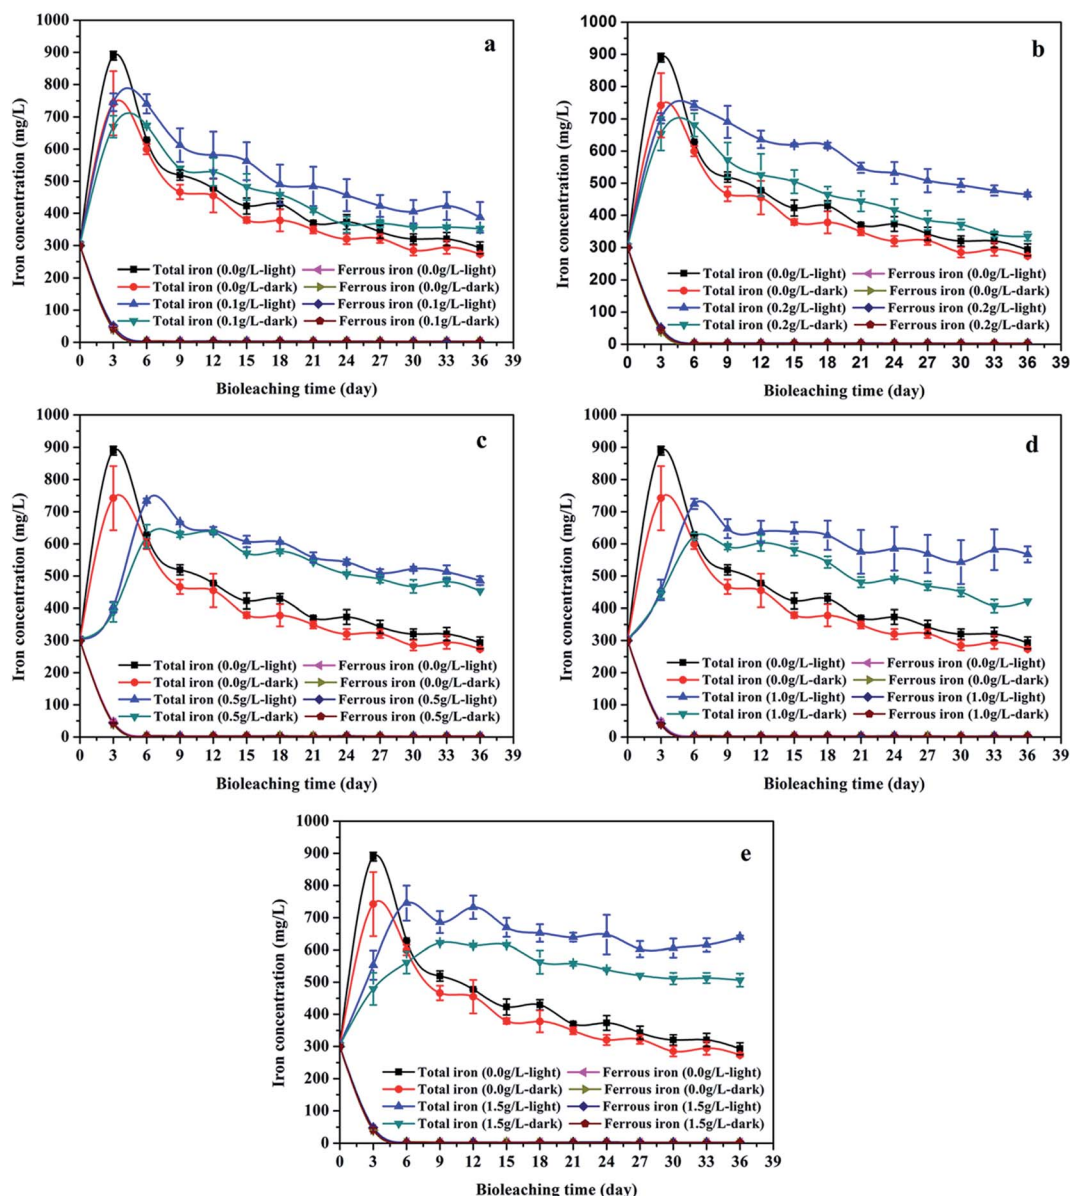 a
Iron concentration (mg/L)
1000
900
800
700
600
500
400
300
200
100
0
Total iron (0.0g/L-light) Ferrous iron (0.0g/L-light)
Total iron (0.0g/L-dark) Ferrous iron (0.0g/L-dark)
Total iron (0.1g/L-light) Ferrous iron (0.1g/L-light)
Total iron (0.1g/L-dark) Ferrous iron (0.1g/L-dark)
0 3 6 9 12 15 18 21 24 27 30 33 36 39
Bioleaching time (day)
b
Iron concentration (mg/L)
1000
900
800
700
600
500
400
300
200
100
0
Total iron (0.0g/L-light) Ferrous iron (0.0g/L-light)
Total iron (0.0g/L-dark) Ferrous iron (0.0g/L-dark)
Total iron (0.2g/L-light) Ferrous iron (0.2g/L-light)
Total iron (0.2g/L-dark) Ferrous iron (0.2g/L-dark)
0 3 6 9 12 15 18 21 24 27 30 33 36 39
Bioleaching time (day)
c
Iron concentration (mg/L)
1000
900
800
700
600
500
400
300
200
100
0
Total iron (0.0g/L-light) Ferrous iron (0.0g/L-light)
Total iron (0.0g/L-dark) Ferrous iron (0.0g/L-dark)
Total iron (0.5g/L-light) Ferrous iron (0.5g/L-light)
Total iron (0.5g/L-dark) Ferrous iron (0.5g/L-dark)
0 3 6 9 12 15 18 21 24 27 30 33 36 39
Bioleaching time (day)
d
Iron concentration (mg/L)
1000
900
800
700
600
500
400
300
200
100
0
Total iron (0.0g/L-light) Ferrous iron (0.0g/L-light)
Total iron (0.0g/L-dark) Ferrous iron (0.0g/L-dark)
Total iron (1.0g/L-light) Ferrous iron (1.0g/L-light)
Total iron (1.0g/L-dark) Ferrous iron (1.0g/L-dark)
0 3 6 9 12 15 18 21 24 27 30 33 36 39
Bioleaching time (day)
e
Iron concentration (mg/L)
1000
900
800
700
600
500
400
300
200
100
0
Total iron (0.0g/L-light) Ferrous iron (0.0g/L-light)
Total iron (0.0g/L-dark) Ferrous iron (0.0g/L-dark)
Total iron (1.5g/L-light) Ferrous iron (1.5g/L-light)
Total iron (1.5g/L-dark) Ferrous iron (1.5g/L-dark)
0 3 6 9 12 15 18 21 24 27 30 33 36 39
Bioleaching time (day)